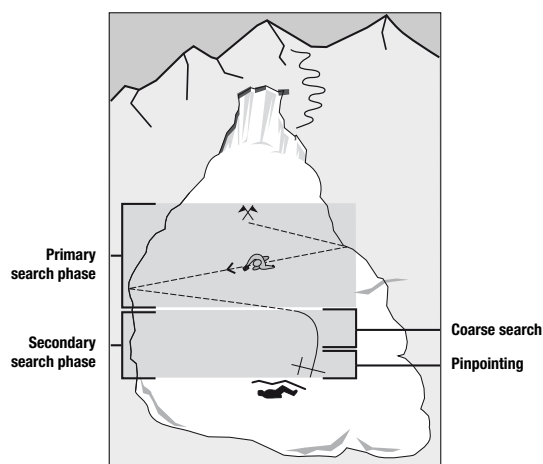 Primary
search phase
Secondary
search phase
Coarse search
Pinpointing